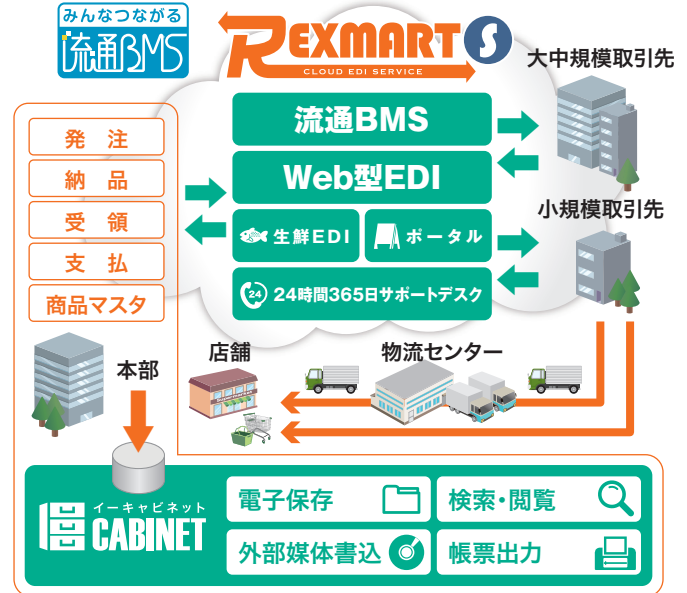 みんなつながる
流通BMS
REXMART S
CLOUD EDI SERVICE
大中規模取引先
発注
納品
受領
支払
商品マスタ
流通BMS
Web型EDI
生鮮EDI
ポータル
24
24時間365日サポートデスク
小規模取引先
本部
店舗
物流センター
イーキャビネット
CABINET
電子保存
検索・閲覧
外部媒体書込
帳票出力